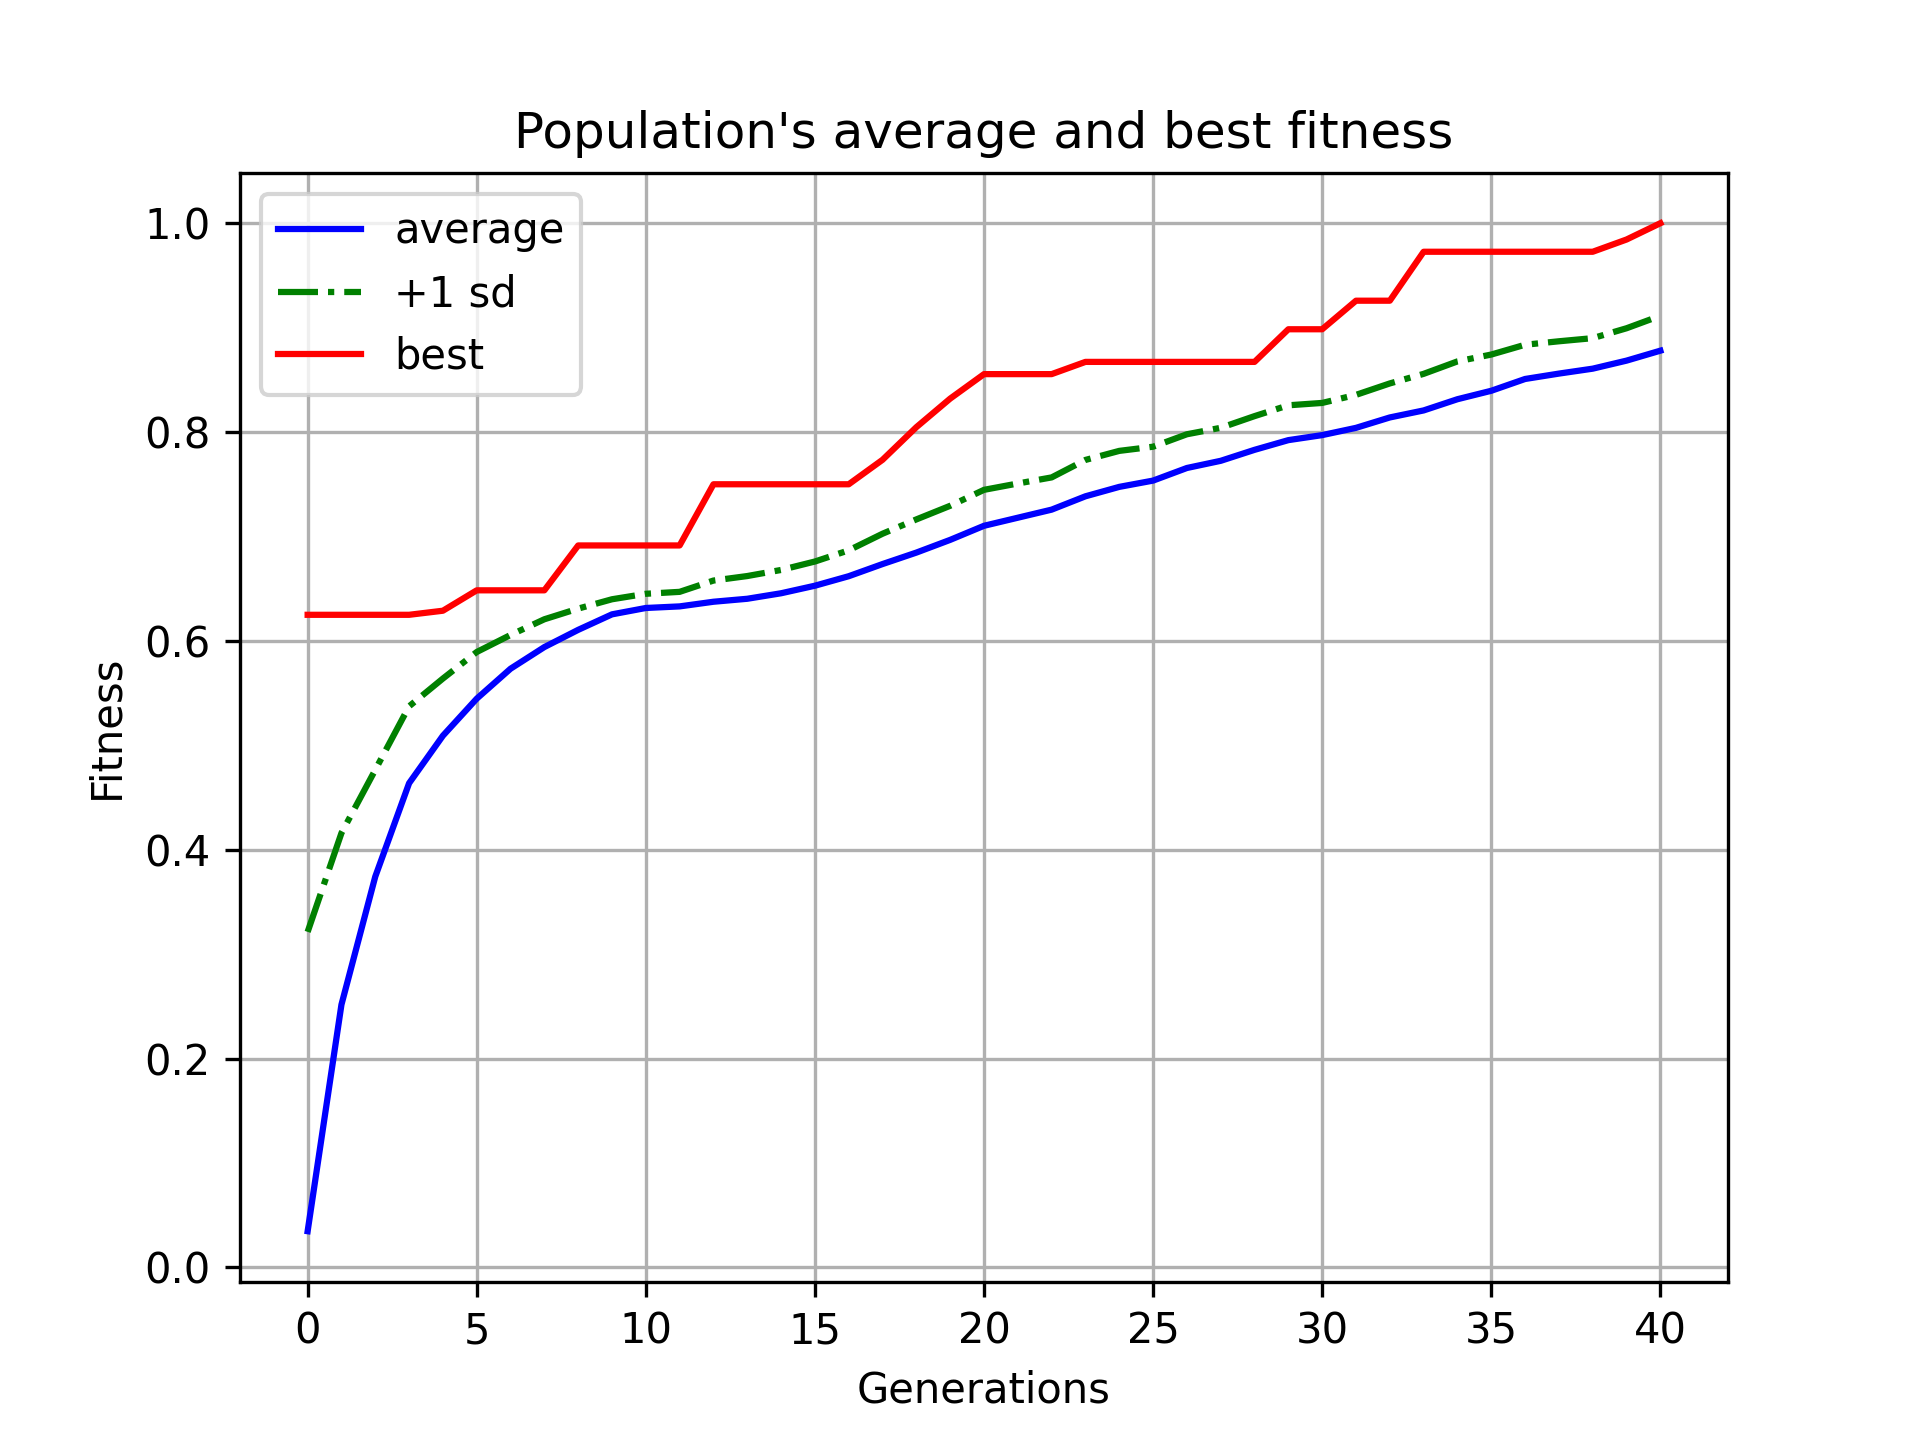 Population's average and best fitness
average
+1 sd
best
1.0
0.8
0.6
0.4
0.2
0.0
Fitness
0 5 10 15 20 25 30 35 40
Generations